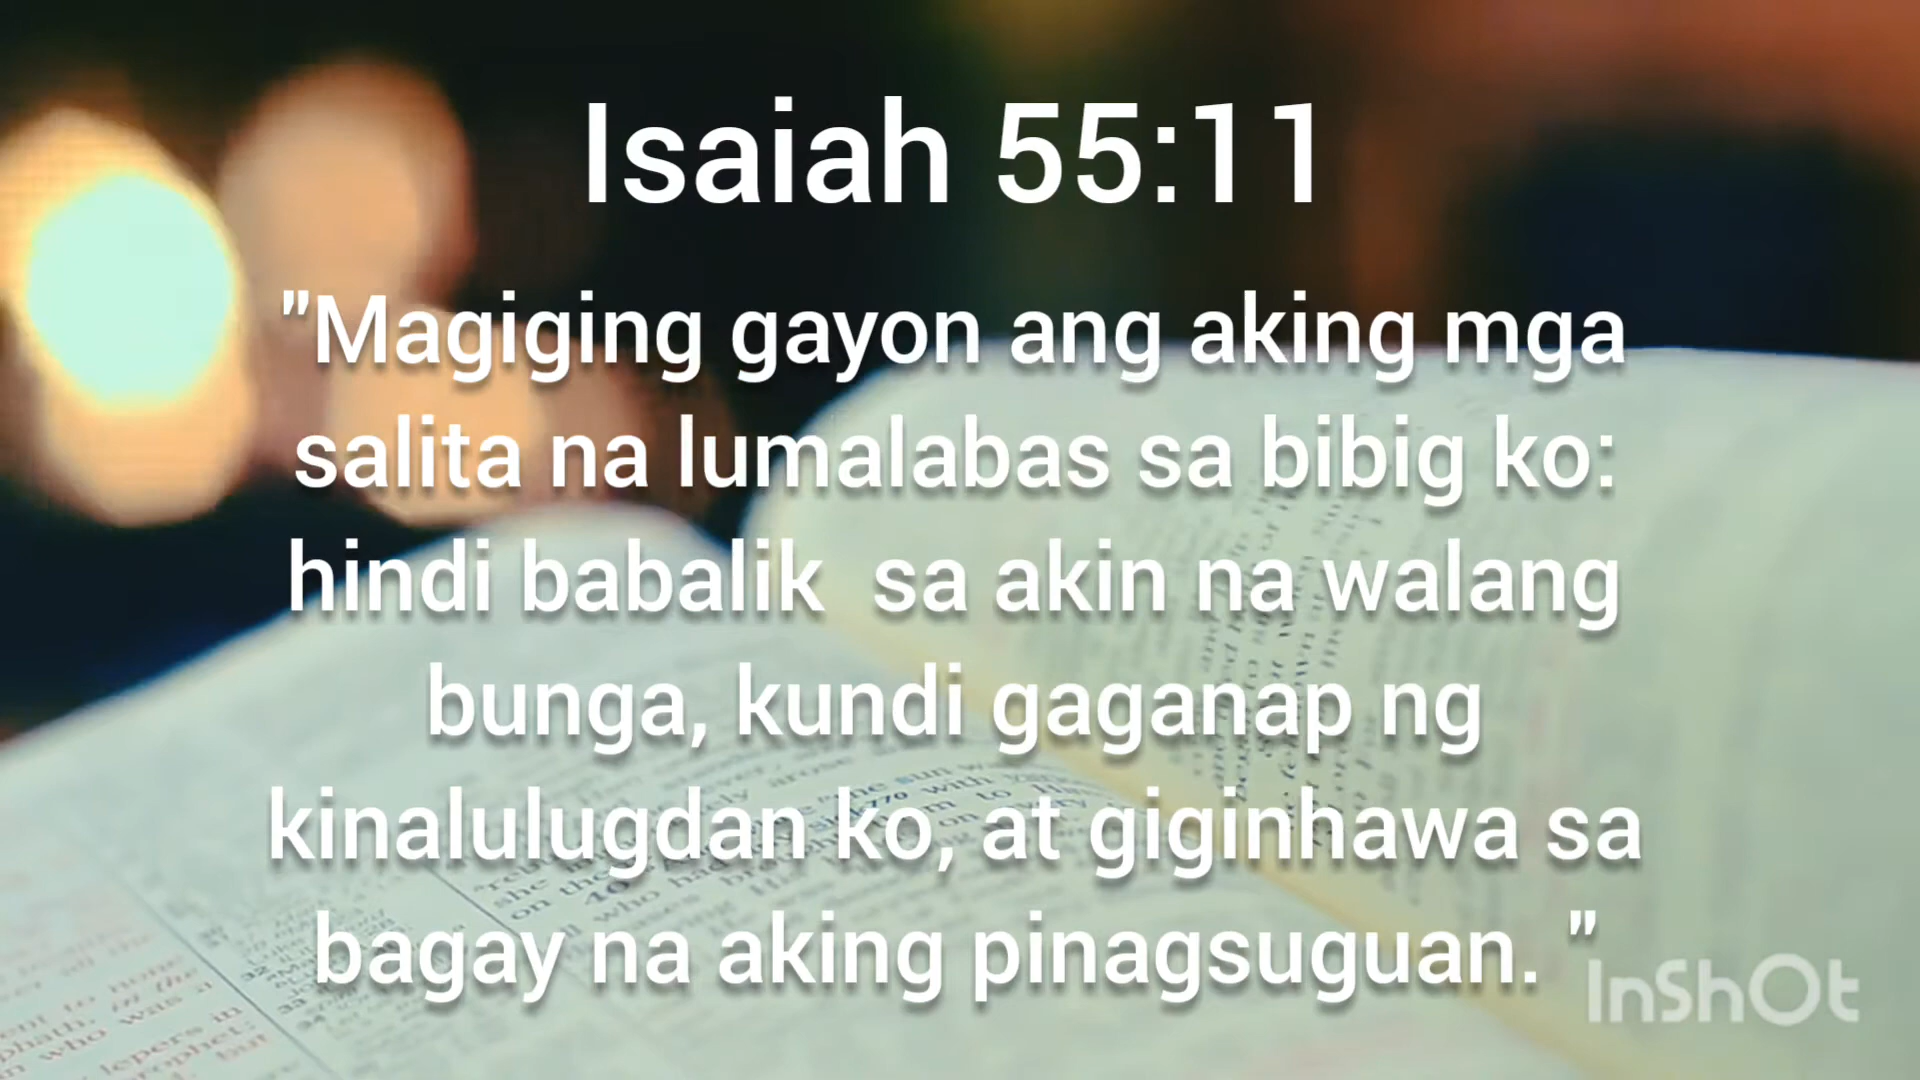 Isaiah 55:11
"Magiging gayon ang aking mga
salita na lumalabas sa bibig ko:
hindi babalik  sa akin na walang
bunga, kundi gaganap ng
kinalulugdan ko, at giginhawa sa
bagay na aking pinagsuguan. "
InShOt